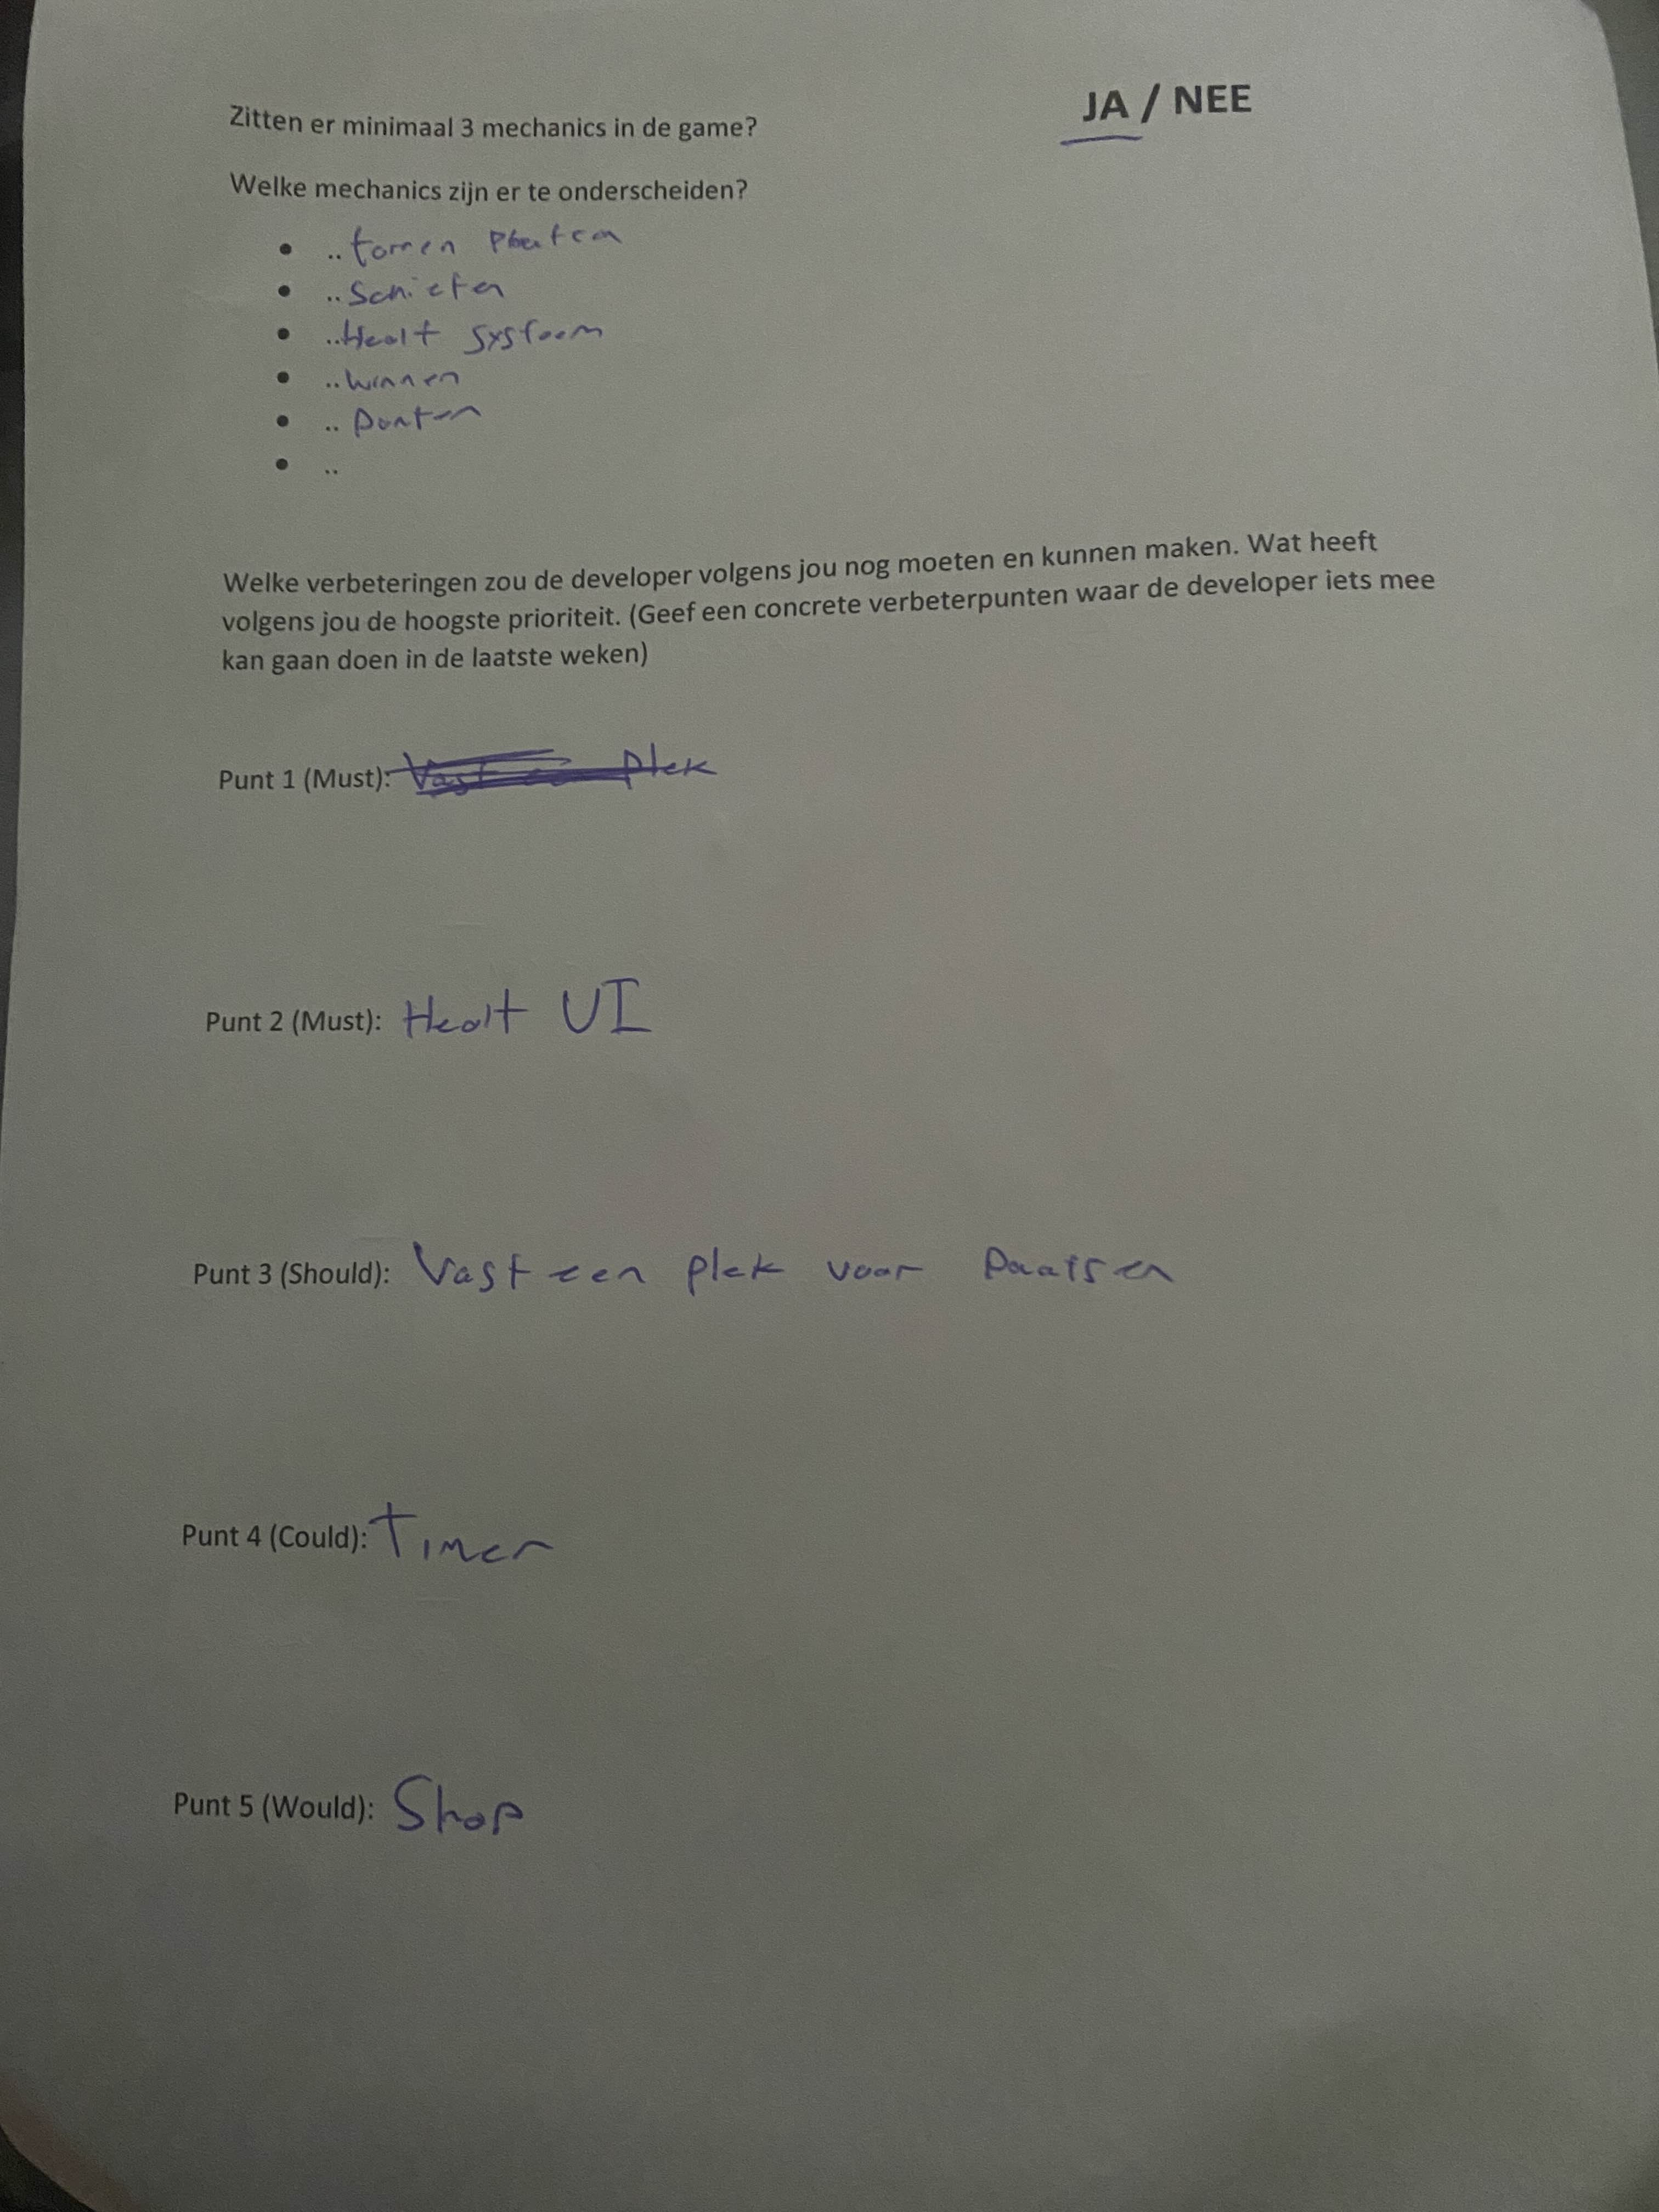 Zitten er minimaal 3 mechanics in de game?
JA / NEE
Welke mechanics zijn er te onderscheiden?
• ..torren
• ..Schieten
• ..Healt systeem
• ..winnen
• .. Punten
• ..
Welke verbeteringen zou de developer volgens jou nog moeten en kunnen maken. Wat heeft
volgens jou de hoogste prioriteit. (Geef een concrete verbeterpunten waar de developer iets mee
kan gaan doen in de laatste weken)
Punt 1 (Must): Vast een plek
Punt 2 (Must): Healt UI
Punt 3 (Should): Vast een plek voor Paatsen
Punt 4 (Could): Timer
Punt 5 (Would): Shop